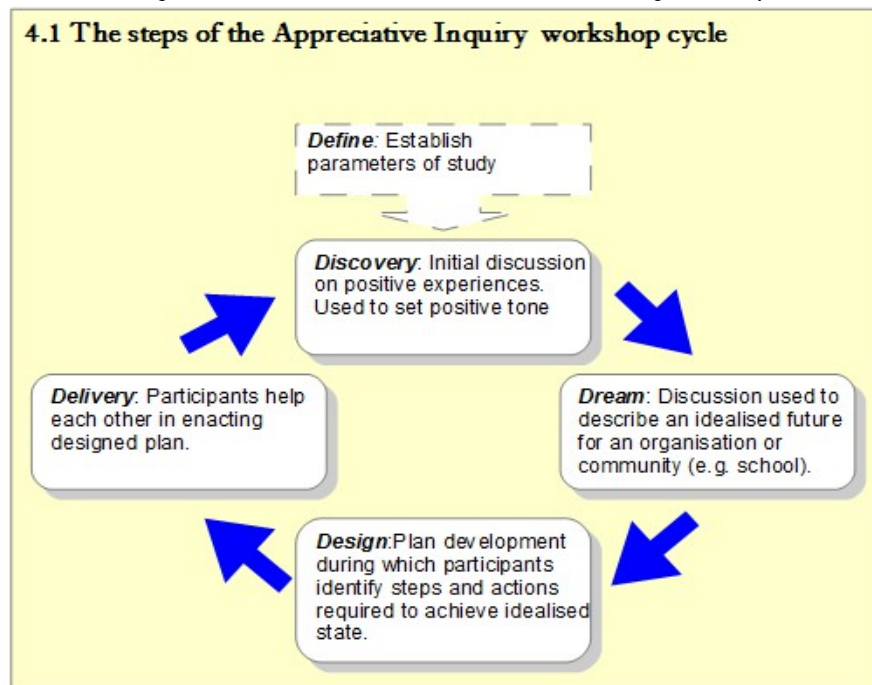 4.1 The steps of the Appreciative Inquiry workshop cycle
Define: Establish
parameters of study
Discovery: Initial discussion
on positive experiences.
Used to set positive tone
Delivery: Participants help
each other in enacting
designed plan.
Dream: Discussion used to
describe an idealised future
for an organisation or
community (e.g. school).
Design:Plan development
during which participants
identify steps and actions
required to achieve idealised
state.